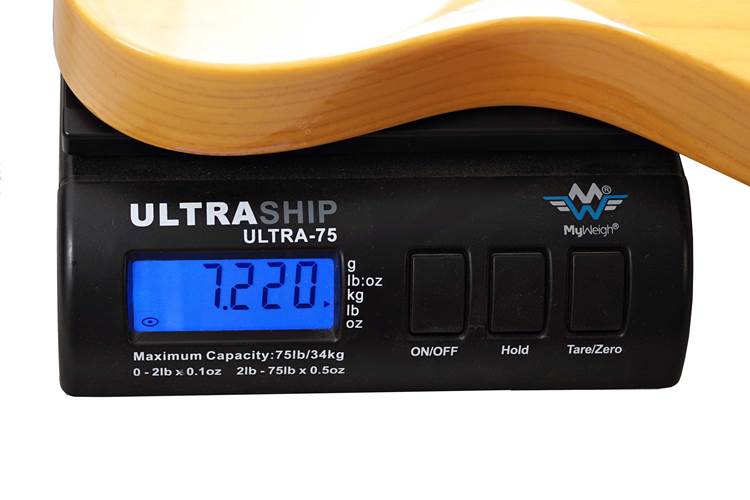 ULTRASHIP
ULTRA-75
MyWeigh®
7.220
g
lb:oz
kg
lb
oz
Maximum Capacity:75lb/34kg
0 - 2lb x 0.1oz 2lb - 75lb x 0.5oz
ON/OFF Hold Tare/Zero